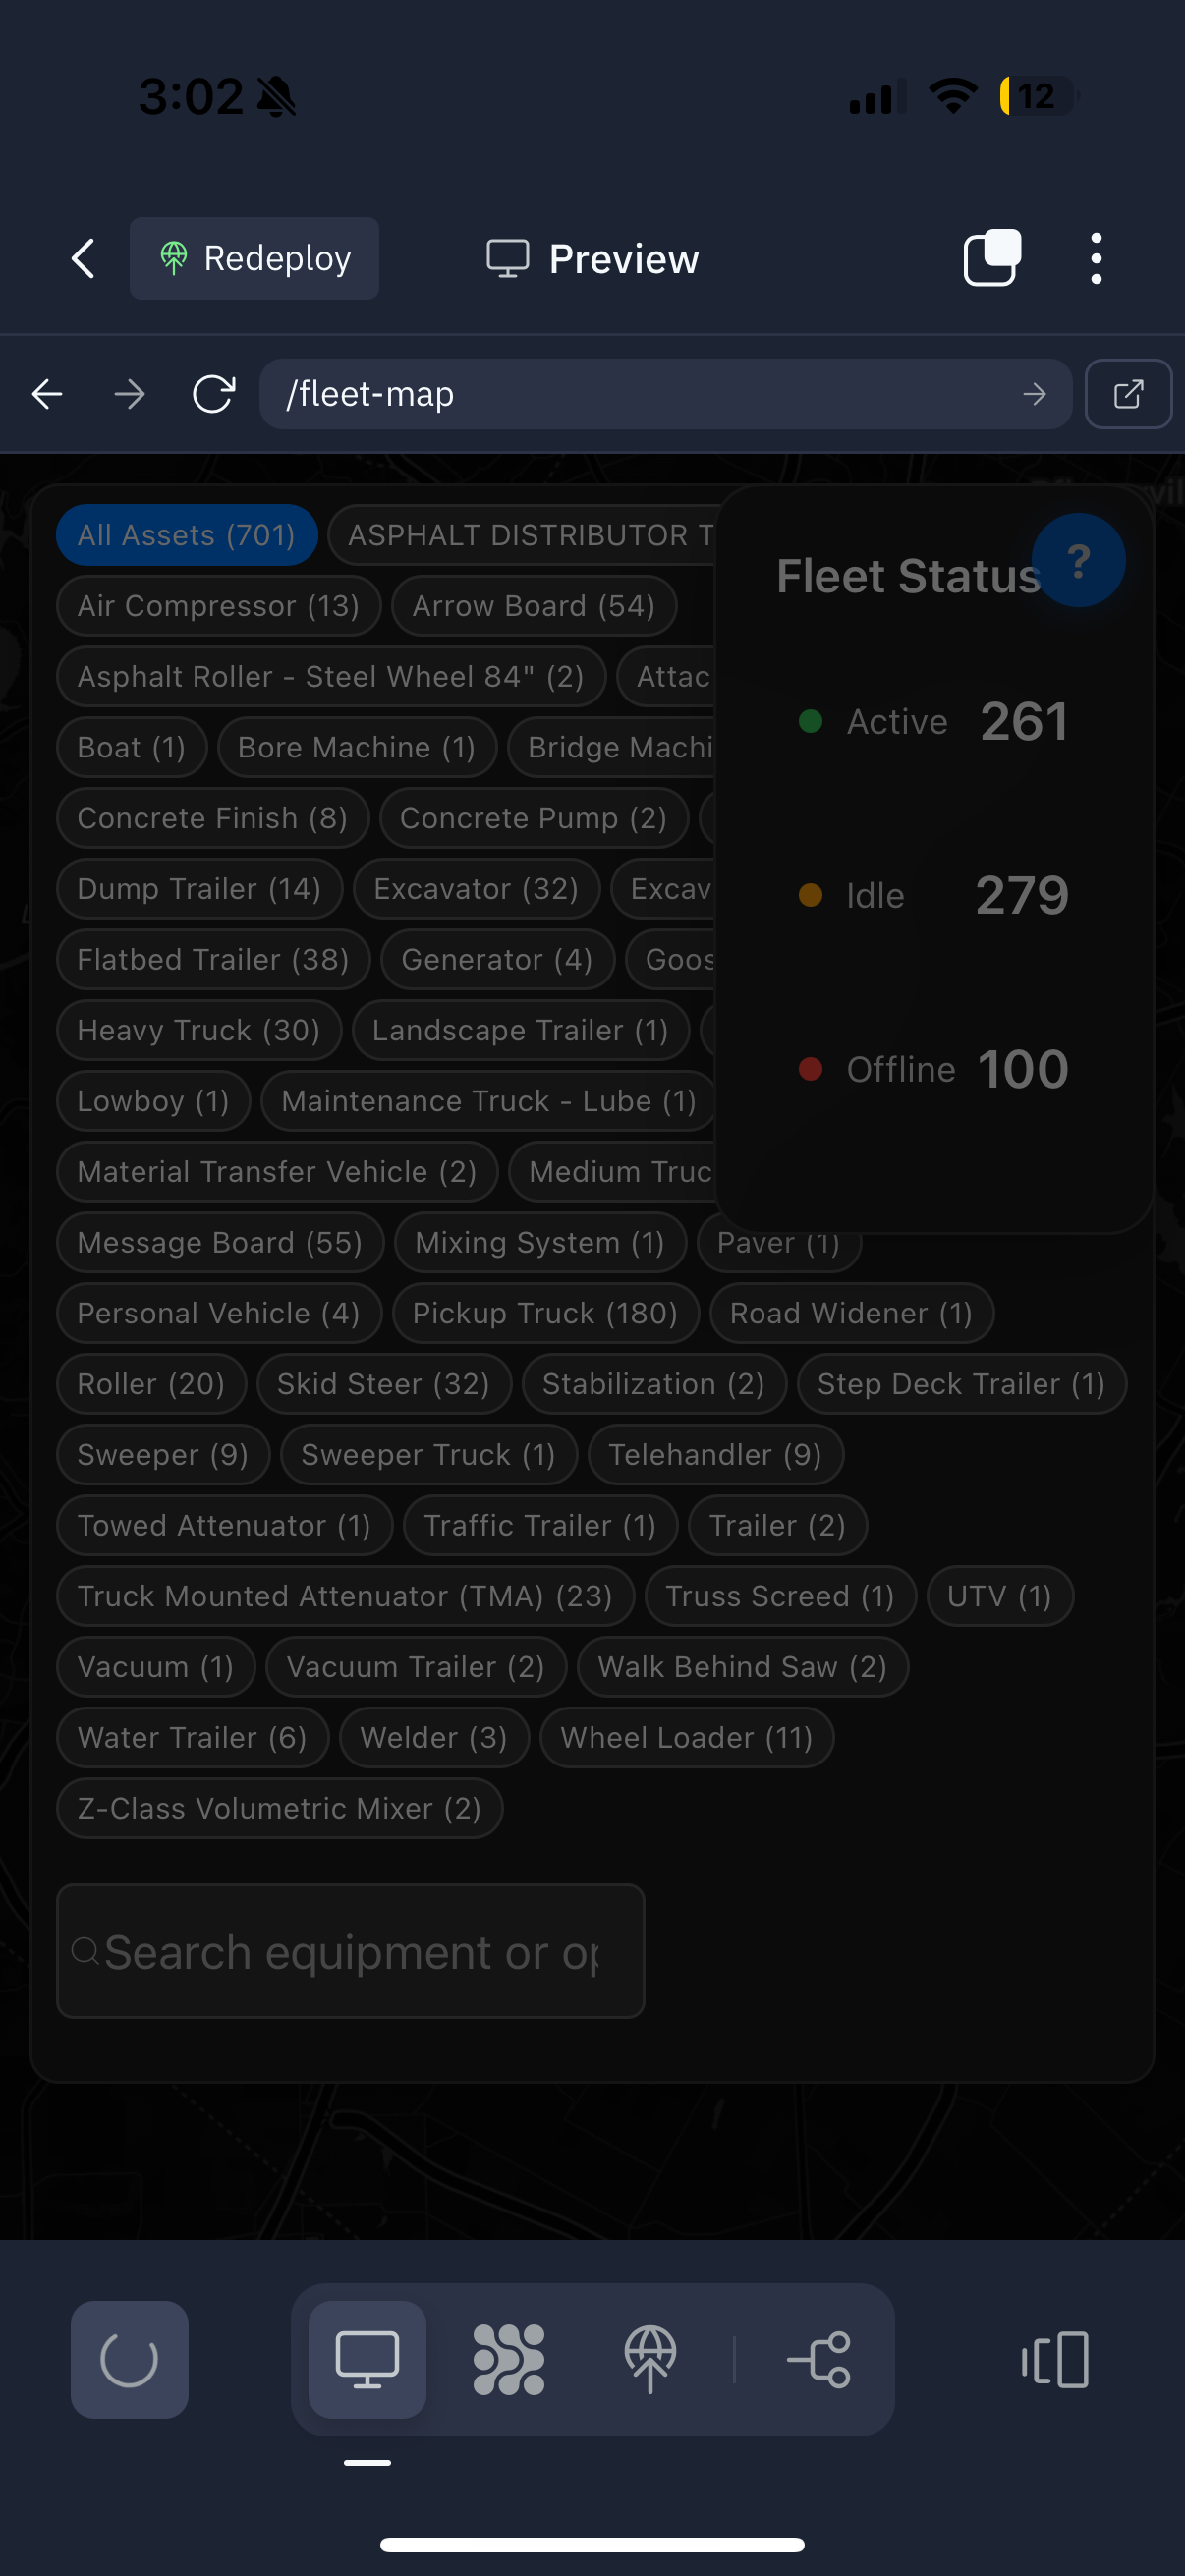 3:02
12
Redeploy
Preview
/fleet-map
All Assets (701) ASPHALT DISTRIBUTOR T
Air Compressor (13) Arrow Board (54)
Asphalt Roller - Steel Wheel 84" (2) Attac
Boat (1) Bore Machine (1) Bridge Machi
Concrete Finish (8) Concrete Pump (2)
Dump Trailer (14) Excavator (32) Excav
Flatbed Trailer (38) Generator (4) Goos
Heavy Truck (30) Landscape Trailer (1)
Lowboy (1) Maintenance Truck - Lube (1)
Material Transfer Vehicle (2) Medium Truc
Message Board (55) Mixing System (1) Paver (1)
Personal Vehicle (4) Pickup Truck (180) Road Widener (1)
Roller (20) Skid Steer (32) Stabilization (2) Step Deck Trailer (1)
Sweeper (9) Sweeper Truck (1) Telehandler (9)
Towed Attenuator (1) Traffic Trailer (1) Trailer (2)
Truck Mounted Attenuator (TMA) (23) Truss Screed (1) UTV (1)
Vacuum (1) Vacuum Trailer (2) Walk Behind Saw (2)
Water Trailer (6) Welder (3) Wheel Loader (11)
Z-Class Volumetric Mixer (2)
Search equipment or op
Fleet Status
?
Active 261
Idle 279
Offline 100